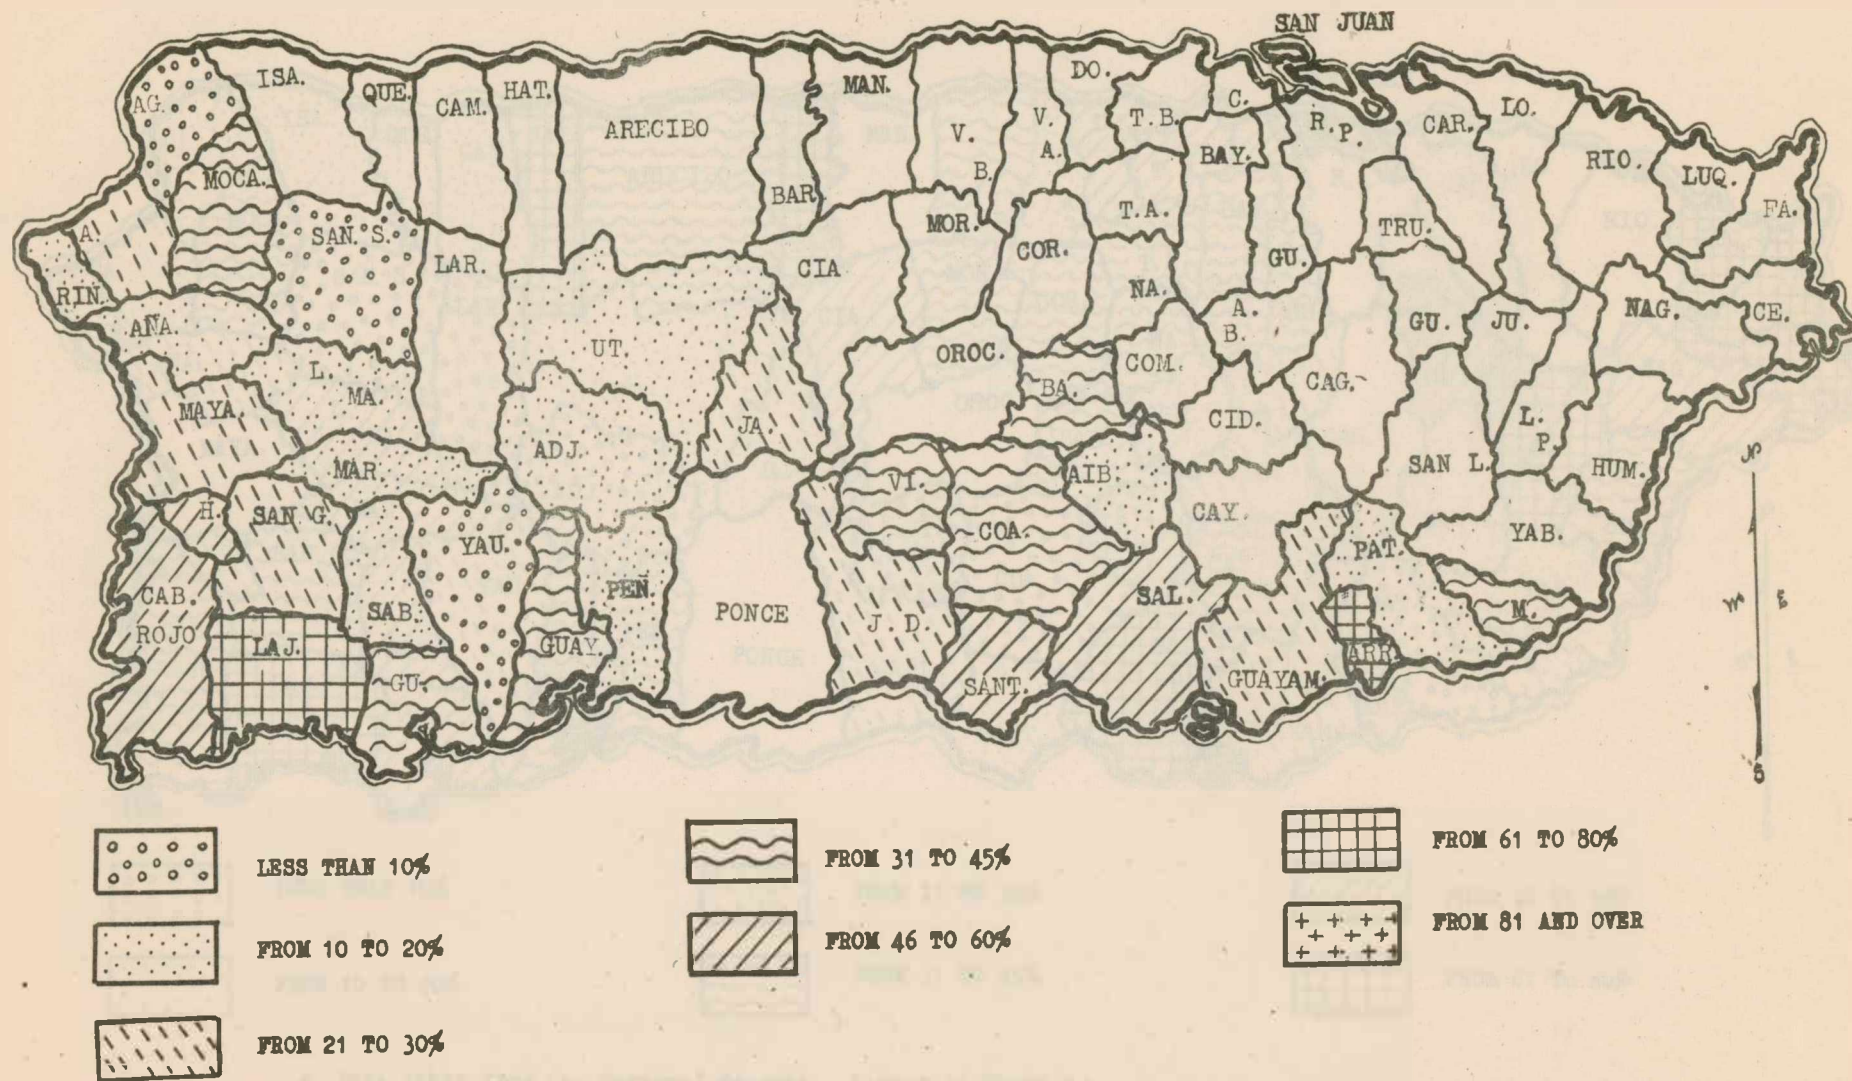 SAN JUAN
AG.
ISA.
QUE.
CAM.
HAT.
ARECIBO
BAR.
MAN.
V.
B.
V.
A.
DO.
T.B.
C.
R.
P.
CAR.
LO.
RIO.
LUQ.
FA.
MOCA.
BAY.
TRU.
A.
SAN. S.
LAR.
CIA
MOR.
COR.
T.A.
NA.
GU.
RIN.
AÑA.
UT.
OROC.
A.
B.
GU.
JU.
NAG.
CE.
L.
MA.
BA.
COM.
CAG.
MAYA.
JA.
CID.
L.
P.
MAR.
ADJ.
VI.
AIB.
SAN L.
HUM.
H.
SAN G.
YAU.
COA.
CAY.
PAT.
YAB.
CAB.
ROJO
SAB.
PEÑ.
PONCE
J. D.
SAL.
M.
LAJ.
GU.
GUAY.
SANT.
GUAYAM.
ARR.
N
W
E
S
LESS THAN 10%
FROM 10 TO 20%
FROM 21 TO 30%
FROM 31 TO 45%
FROM 46 TO 60%
FROM 61 TO 80%
FROM 81 AND OVER